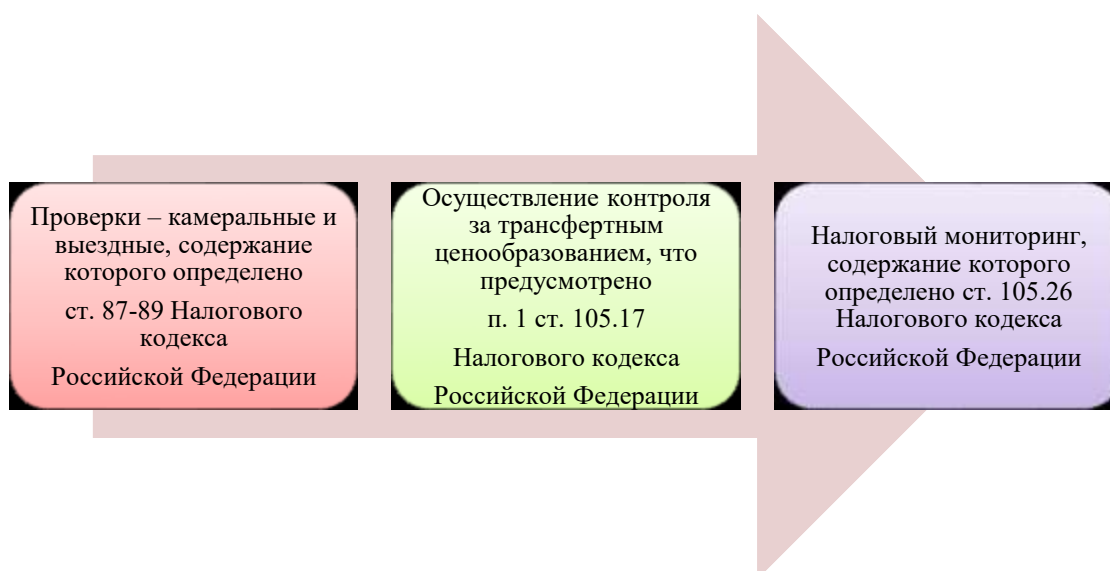 Проверки – камеральные и
выездные, содержание
которого определено
ст. 87-89 Налогового
кодекса
Российской Федерации
Осуществление контроля
за трансфертным
ценообразованием, что
предусмотрено
п. 1 ст. 105.17
Налогового кодекса
Российской Федерации
Налоговый мониторинг,
содержание которого
определено ст. 105.26
Налогового кодекса
Российской Федерации